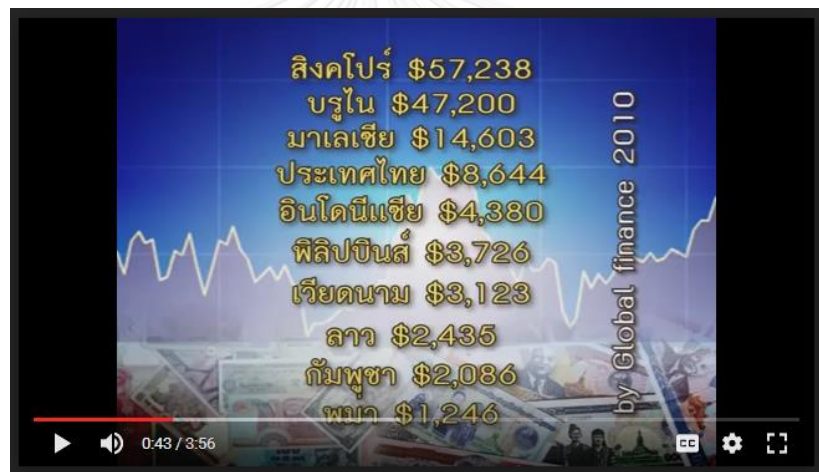 สิงคโปร์ $57,238
บรูไน $47,200
มาเลเซีย $14,603
ประเทศไทย $8,644
อินโดนีเซีย $4,380
ฟิลิปปินส์ $3,726
เวียดนาม $3,123
ลาว $2,435
กัมพูชา $2,086
พม่า $1,246
by Global finance 2010
0:43 / 3:56
CC